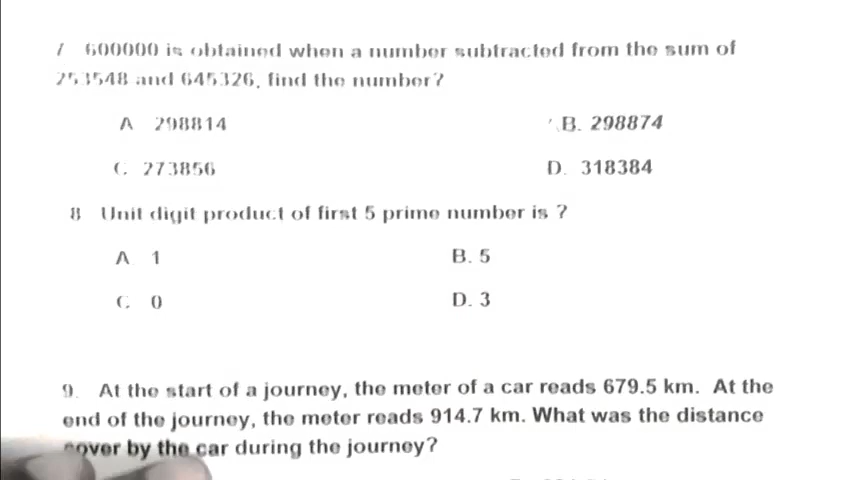 7 600000 is obtained when a number subtracted from the sum of
253548 and 645326, find the number?
A 298814 B. 298874
C. 273856 D. 318384
8 Unit digit product of first 5 prime number is ?
A 1 B. 5
C. 0 D. 3
9. At the start of a journey, the meter of a car reads 679.5 km. At the
end of the journey, the meter reads 914.7 km. What was the distance
cover by the car during the journey?